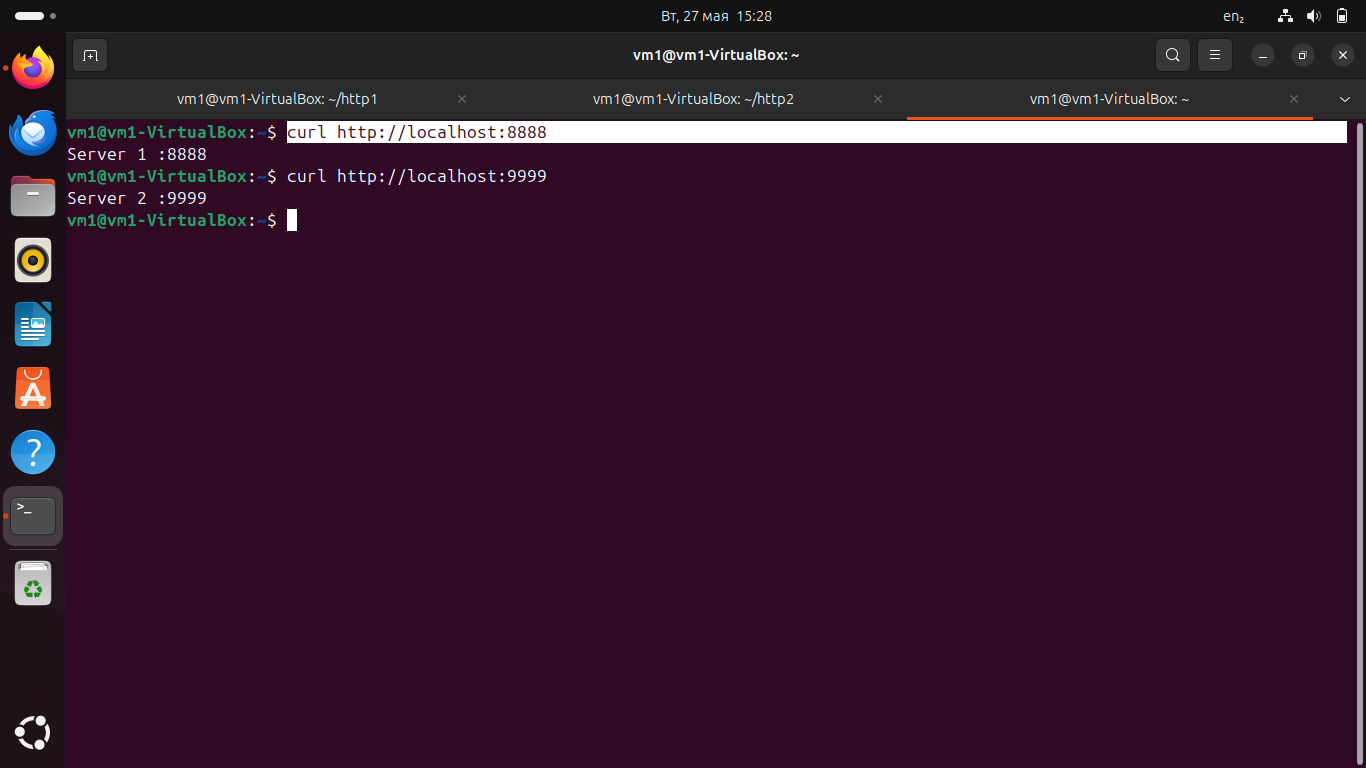 Вт, 27 мая 15:28
en₂
vm1@vm1-VirtualBox: ~
vm1@vm1-VirtualBox: ~/http1
vm1@vm1-VirtualBox: ~/http2
vm1@vm1-VirtualBox: ~
vm1@vm1-VirtualBox:~$ curl http://localhost:8888
Server 1 :8888
vm1@vm1-VirtualBox:~$ curl http://localhost:9999
Server 2 :9999
vm1@vm1-VirtualBox:~$